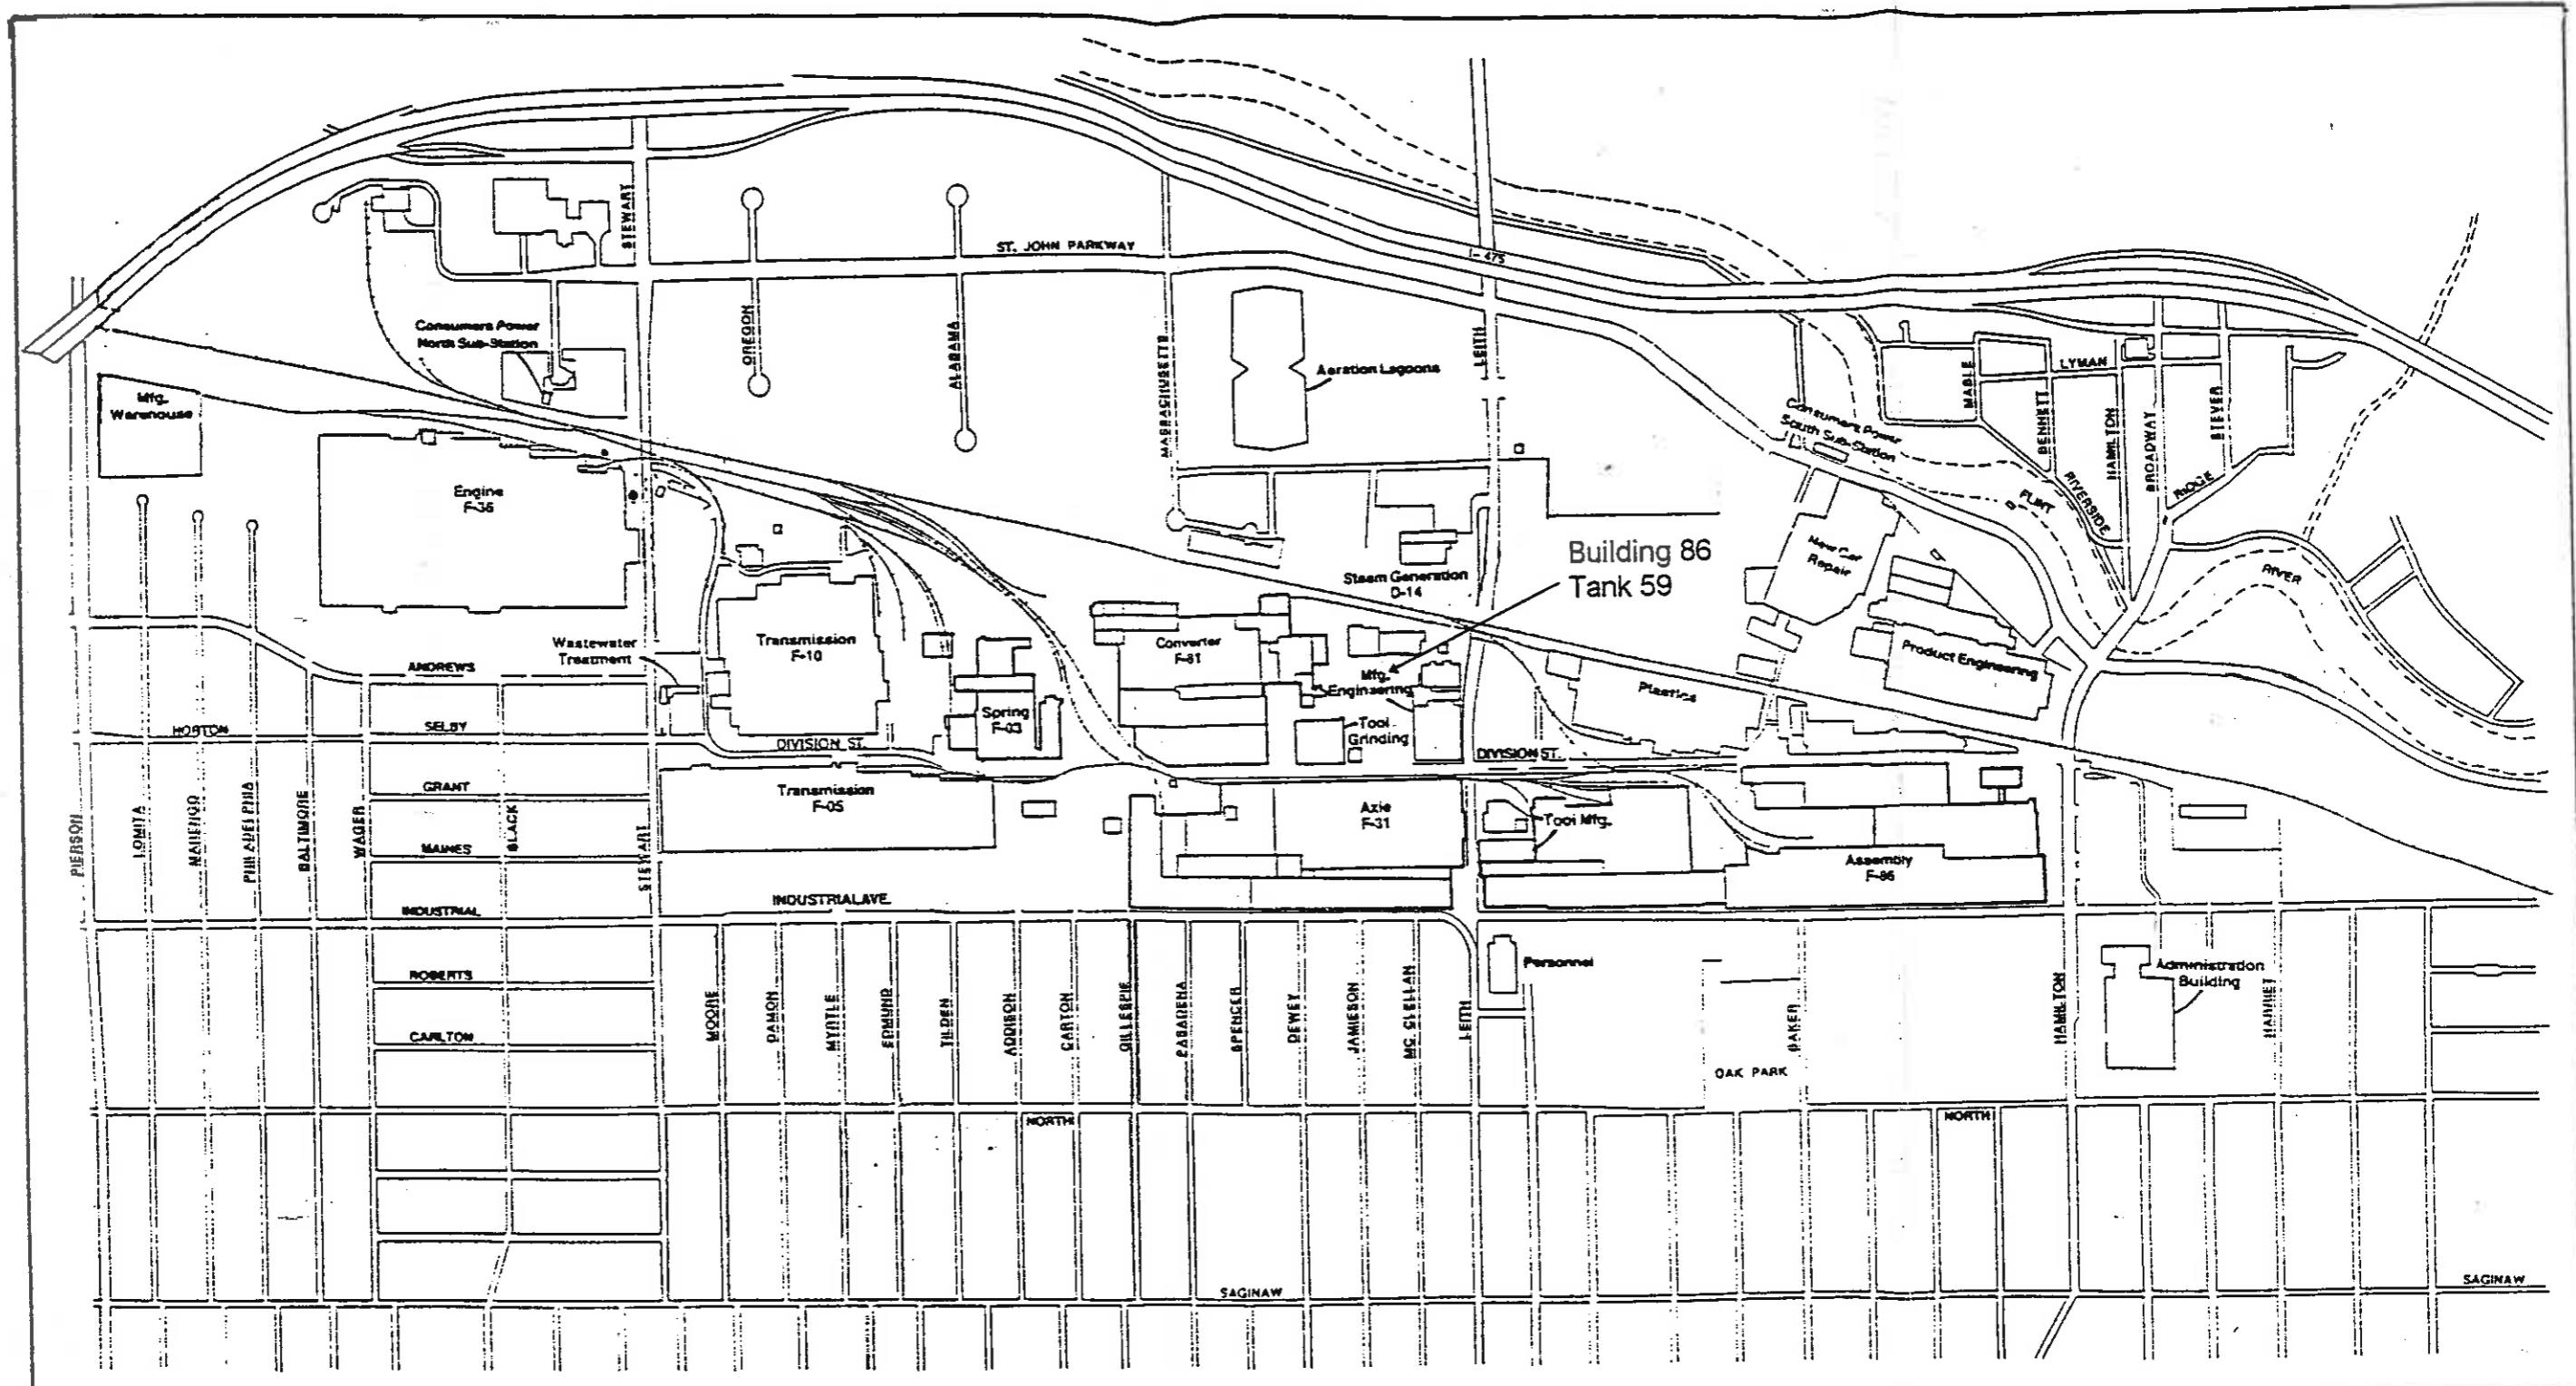 STEWART
ST. JOHN PARKWAY
I-475
Consumers Power
North Sub-Station
OREGON
ALABAMA
MASSACHUSETTS
Aeration Lagoons
LEITH
Consumers Power
South Sub-Station
MABLE
LYMAN
BENNETT
HAMILTON
BROADWAY
STEVER
RIDGE
RIVERSIDE
FLINT
RIVER
Mfg.
Warehouse
Engine
F-36
Building 86
Tank 59
Steam Generation
D-14
New Car
Repair
Product Engineering
Wastewater
Treatment
Transmission
F-10
Converter
F-81
Mfg.
Engineering
Plastics
Spring
F-03
Tool
Grinding
ANDREWS
HORTON
SELBY
DIVISION ST.
DIVISION ST.
GRANT
Transmission
F-05
Axle
F-31
Tool Mfg.
Assembly
F-86
PIERSON
LOMITA
MARENGO
PHILADELPHIA
BALTIMORE
WAGER
MAINES
BLACK
STEWART
INDUSTRIAL
INDUSTRIAL AVE.
ROBERTS
CARLTON
MOORE
DAMON
MYRTLE
EDMUND
TILDEN
ADDISON
CARTON
GILLESPIE
PASADENA
SPENCER
DEWEY
JAMIESON
MC CLELLAN
LEITH
Personnel
OAK PARK
BAKER
HAMILTON
Administration
Building
HARRIET
NORTH
NORTH
SAGINAW
SAGINAW